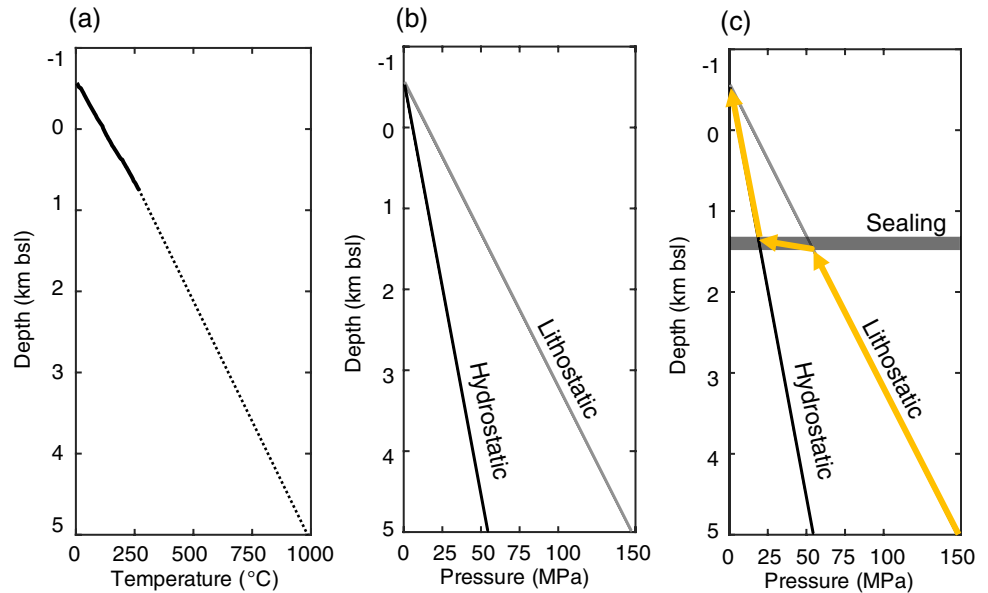 (a)
-1
0
1
2
3
4
5
Depth (km bsl)
0 250 500 750 1000
Temperature (°C)
(b)
-1
0
1
2
3
4
5
Depth (km bsl)
Hydrostatic
Lithostatic
0 25 50 75 100 150
Pressure (MPa)
(c)
-1
0
1
2
3
4
5
Depth (km bsl)
Sealing
Hydrostatic
Lithostatic
0 25 50 75 100 150
Pressure (MPa)